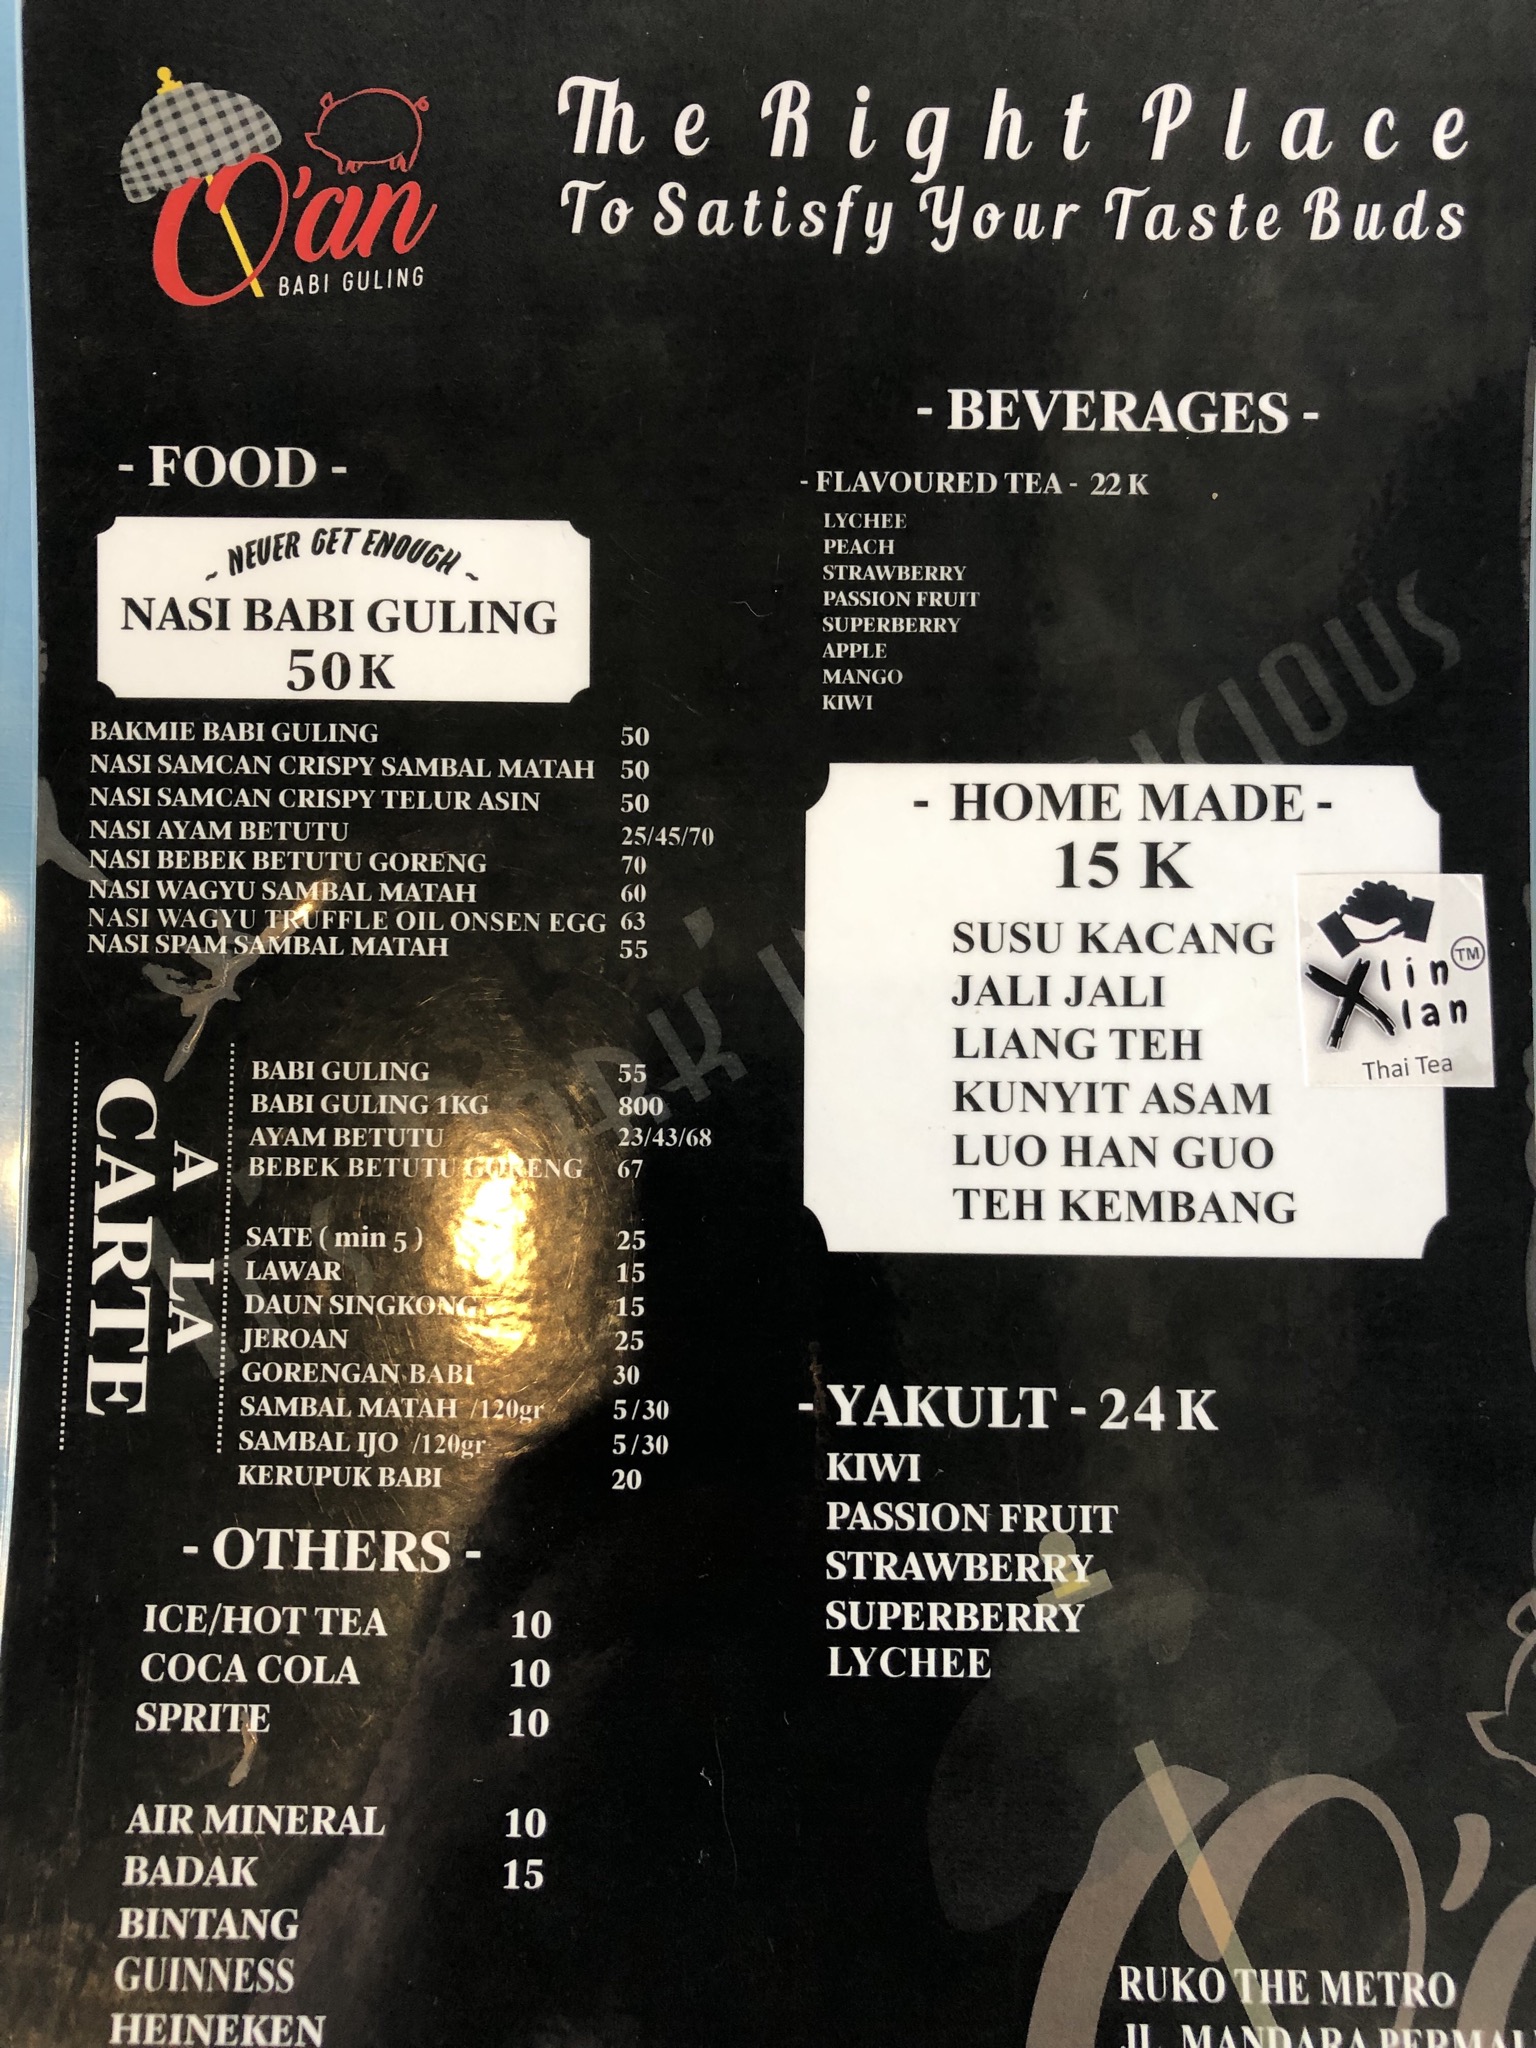 O'an
BABI GULING
The Right Place
To Satisfy Your Taste Buds
- FOOD -
~ NEVER GET ENOUGH ~
NASI BABI GULING
50K
BAKMIE BABI GULING 50
NASI SAMCAN CRISPY SAMBAL MATAH 50
NASI SAMCAN CRISPY TELUR ASIN 50
NASI AYAM BETUTU 25/45/70
NASI BEBEK BETUTU GORENG 70
NASI WAGYU SAMBAL MATAH 60
NASI WAGYU TRUFFLE OIL ONSEN EGG 63
NASI SPAM SAMBAL MATAH 55
A LA
CARTE
BABI GULING 55
BABI GULING 1KG 800
AYAM BETUTU 23/43/68
BEBEK BETUTU GORENG 67
SATE ( min 5 ) 25
LAWAR 15
DAUN SINGKONG 15
JEROAN 25
GORENGAN BABI 30
SAMBAL MATAH /120gr 5/30
SAMBAL IJO /120gr 5/30
KERUPUK BABI 20
- OTHERS -
ICE/HOT TEA 10
COCA COLA 10
SPRITE 10
AIR MINERAL 10
BADAK 15
BINTANG
GUINNESS
HEINEKEN
- BEVERAGES -
- FLAVOURED TEA - 22 K
LYCHEE
PEACH
STRAWBERRY
PASSION FRUIT
SUPERBERRY
APPLE
MANGO
KIWI
- HOME MADE -
15 K
SUSU KACANG
JALI JALI
LIANG TEH
KUNYIT ASAM
LUO HAN GUO
TEH KEMBANG
Xlin TM
Xlan
Thai Tea
- YAKULT - 24 K
KIWI
PASSION FRUIT
STRAWBERRY
SUPERBERRY
LYCHEE
RUKO THE METRO
JL. MANDARA